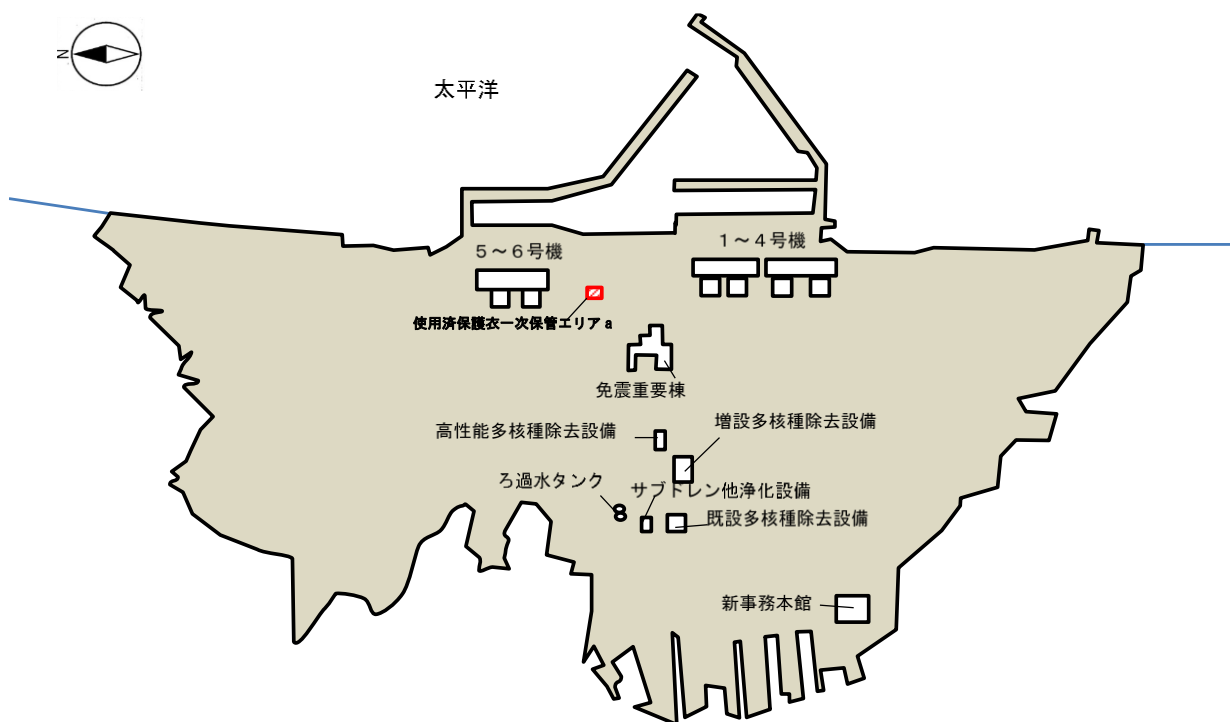 N
太平洋
１～４号機
５～６号機
使用済保護衣一次保管エリアａ
免震重要棟
増設多核種除去設備
高性能多核種除去設備
ろ過水タンク
サブドレン他浄化設備
既設多核種除去設備
新事務本館